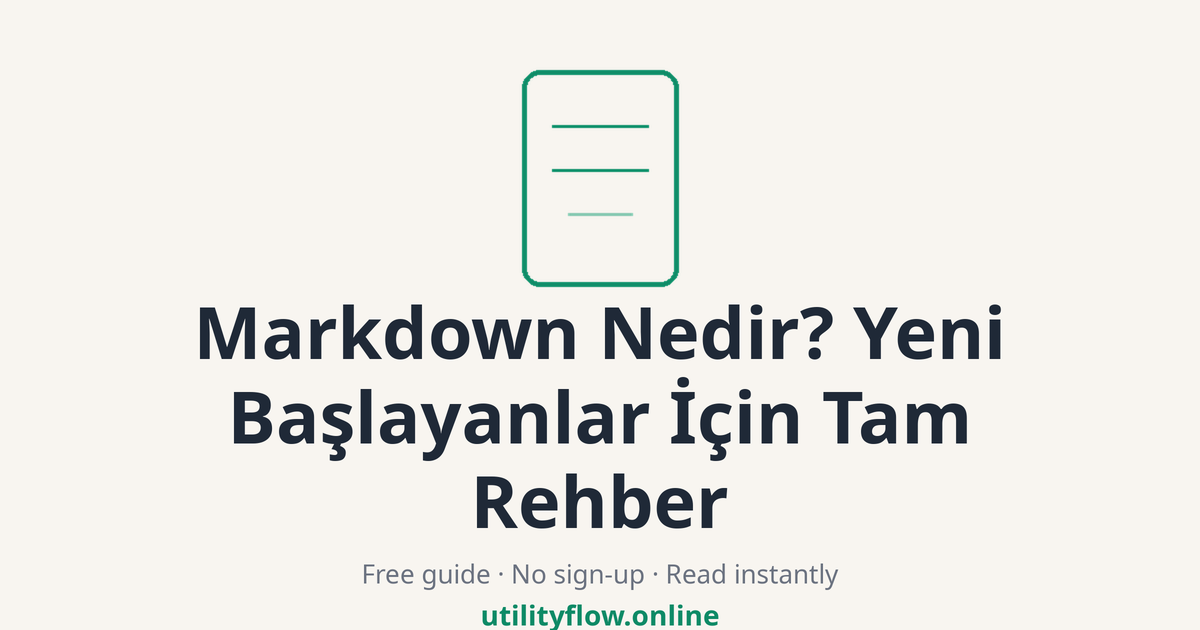 Markdown Nedir? Yeni
Başlayanlar İçin Tam
Rehber
Free guide · No sign-up · Read instantly
utilityflow.online